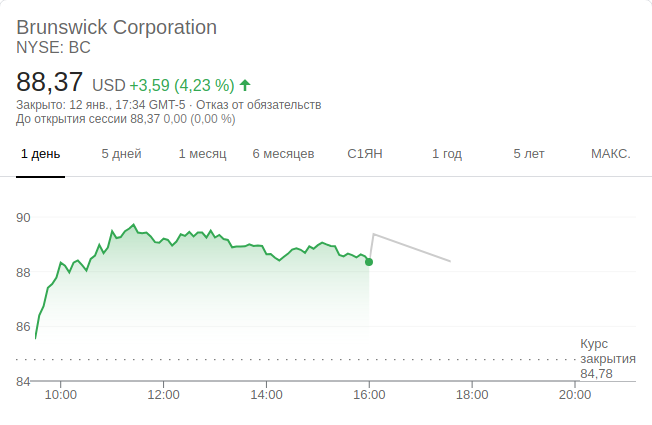 Brunswick Corporation
NYSE: BC
88,37 USD +3,59 (4,23 %)
Закрыто: 12 янв., 17:34 GMT-5 · Отказ от обязательств
До открытия сессии 88,37 0,00 (0,00 %)
1 день 5 дней 1 месяц 6 месяцев С1ЯН 1 год 5 лет МАКС.
90
88
86
Курс
закрытия
84,78
84
10:00 12:00 14:00 16:00 18:00 20:00